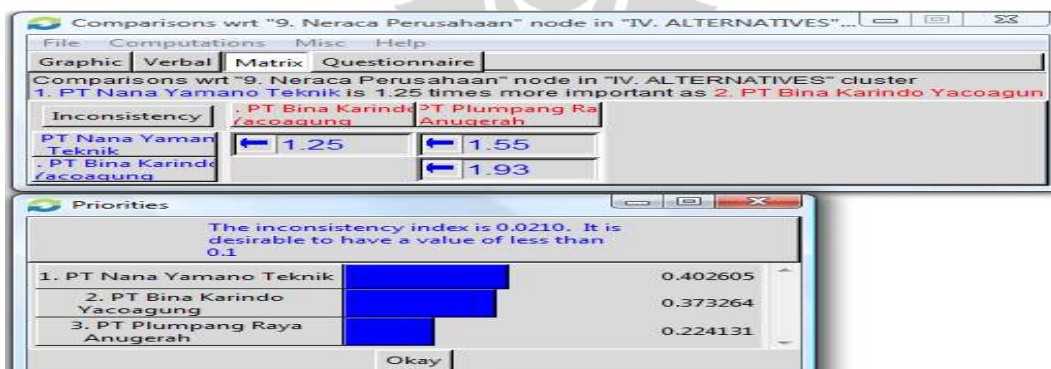 Comparisons wrt "9. Neraca Perusahaan" node in "IV. ALTERNATIVES"...
File Computations Misc Help
Graphic Verbal Matrix Questionnaire
Comparisons wrt "9. Neraca Perusahaan" node in "IV. ALTERNATIVES" cluster
1. PT Nana Yamano Teknik is 1.25 times more important as 2. PT Bina Karindo Yacoagun
Inconsistency
. PT Bina Karindo
Yacoagung
PT Plumpang Ra
Anugerah
PT Nana Yaman
Teknik
1.25
1.55
. PT Bina Karindo
Yacoagung
1.93
Priorities
The inconsistency index is 0.0210. It is
desirable to have a value of less than
0.1
1. PT Nana Yamano Teknik 0.402605
2. PT Bina Karindo
Yacoagung
0.373264
3. PT Plumpang Raya
Anugerah
0.224131
Okay